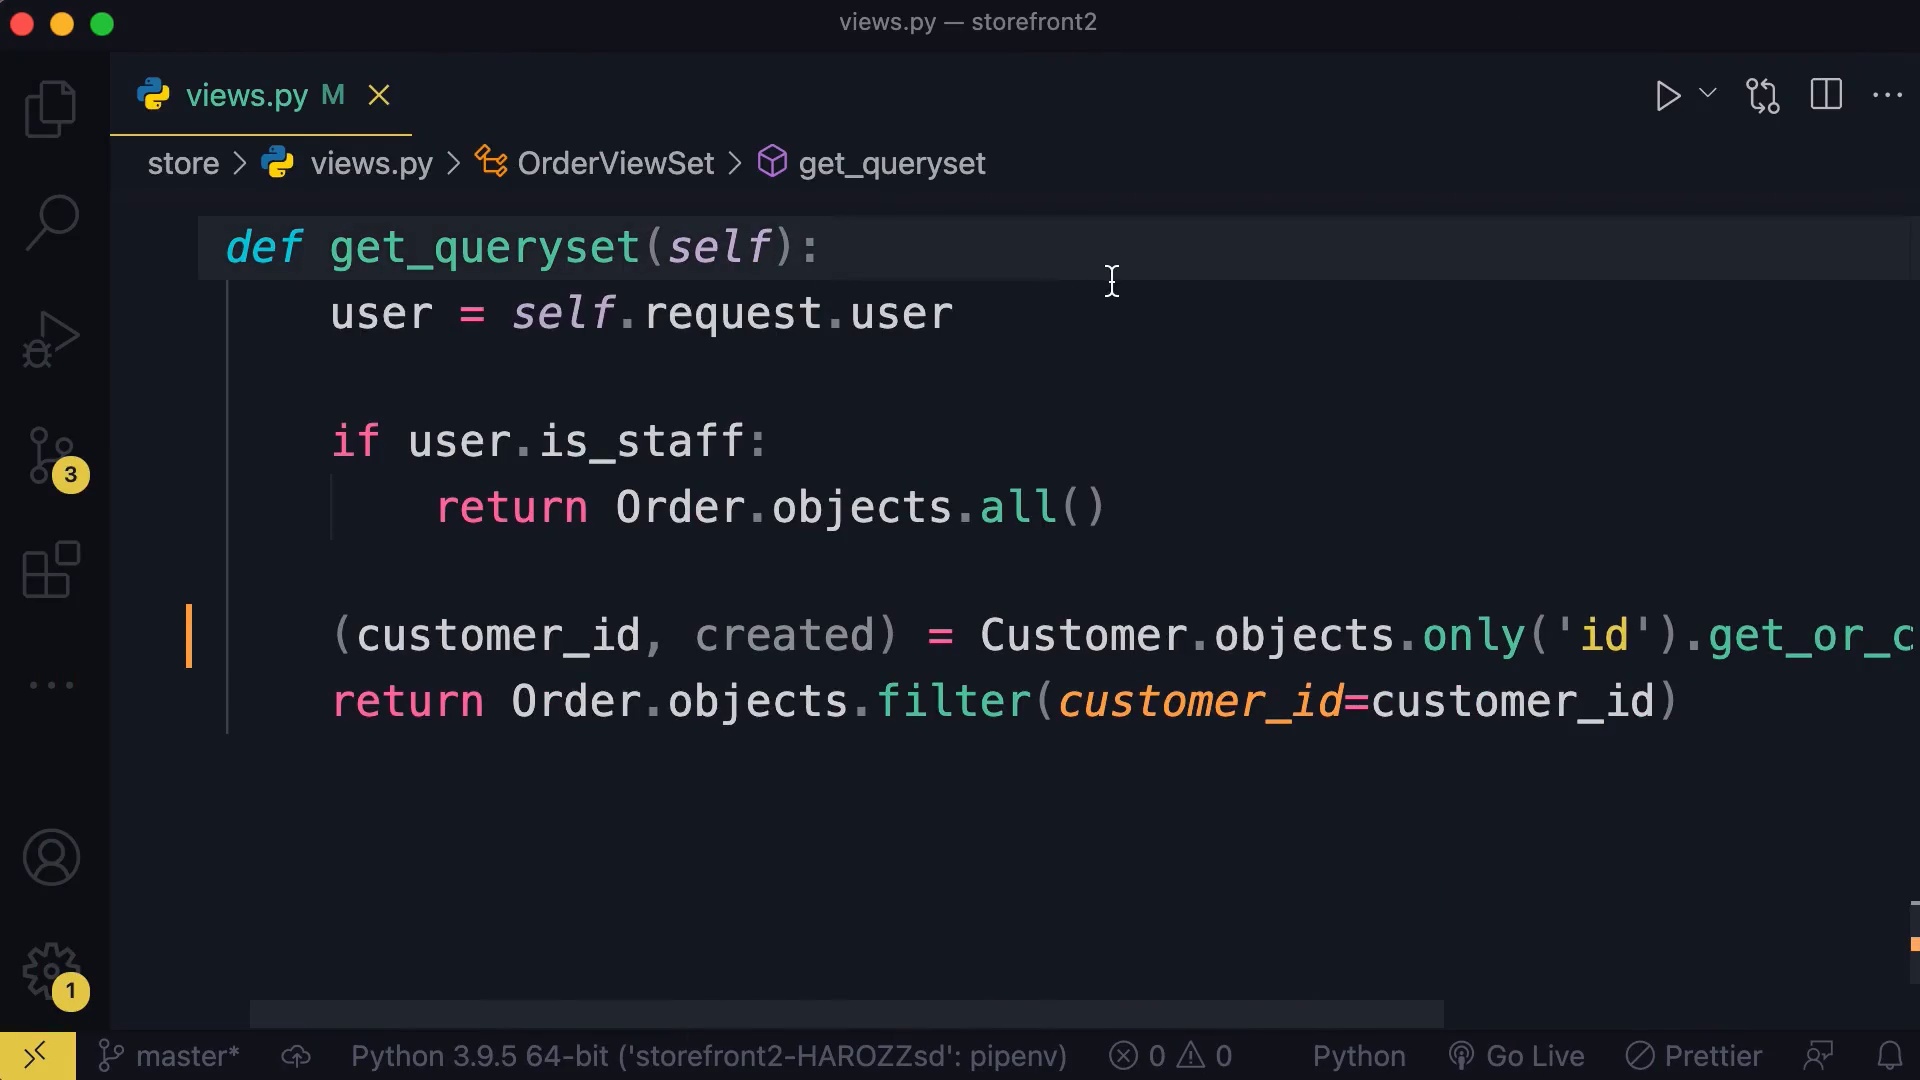 views.py — storefront2
views.py M
store > views.py > OrderViewSet > get_queryset
def get_queryset(self):
user = self.request.user
if user.is_staff:
return Order.objects.all()
(customer_id, created) = Customer.objects.only('id').get_or_c
return Order.objects.filter(customer_id=customer_id)
3
1
master* Python 3.9.5 64-bit ('storefront2-HAROZZsd': pipenv) 0 0 Python Go Live Prettier